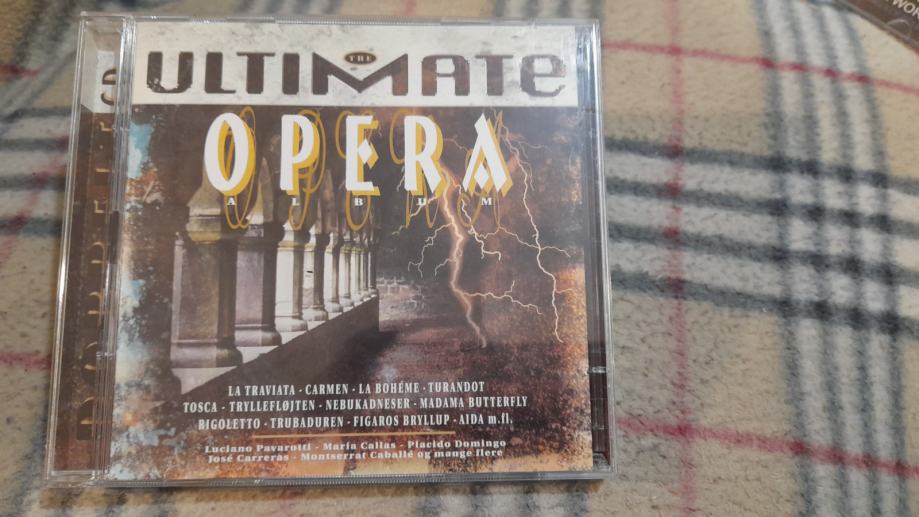 THE
ULTIMATE
OPERA
ALBUM
LA TRAVIATA - CARMEN - LA BOHÉME - TURANDOT
TOSCA - TRYLLEFLØJTEN - NEBUKADNESER - MADAMA BUTTERFLY
RIGOLETTO - TRUBADUREN - FIGAROS BRYLLUP - AIDA m.fl.
Luciano Pavarotti - Maria Callas - Placido Domingo
José Carreras - Montserrat Caballé og mange flere